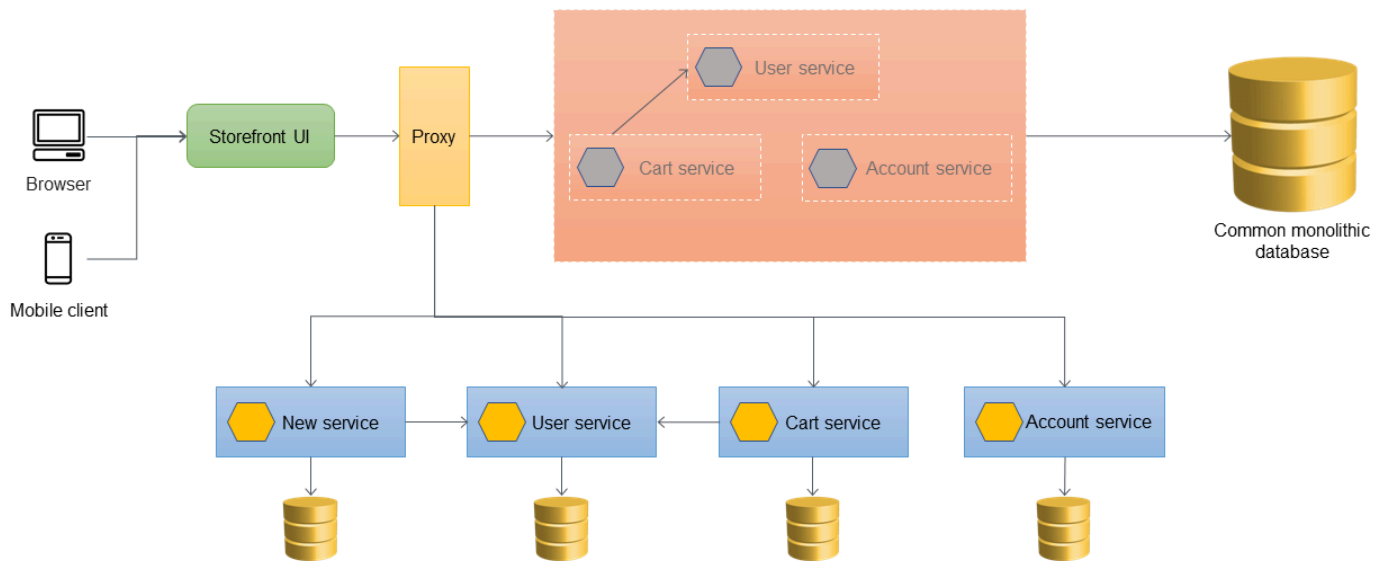 User service
Storefront UI
Proxy
Cart service
Account service
Browser
Common monolithic
database
Mobile client
New service
User service
Cart service
Account service